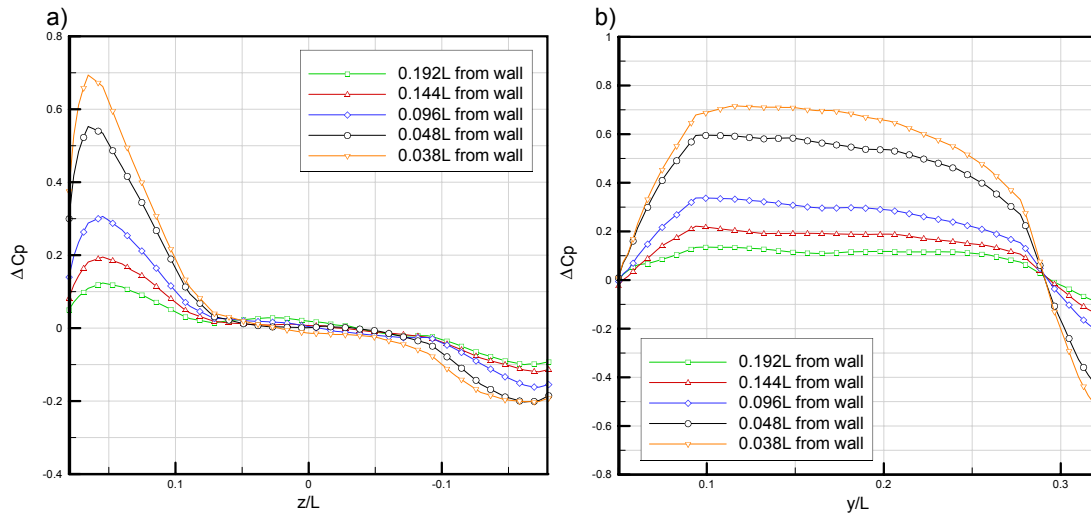 a)
Δ Cp
0.8
0.6
0.4
0.2
0
-0.2
-0.4
0.1
0
-0.1
z/L
0.192L from wall
0.144L from wall
0.096L from wall
0.048L from wall
0.038L from wall
b)
Δ Cp
1
0.8
0.6
0.4
0.2
0
-0.2
-0.4
-0.6
-0.8
0.1
0.2
0.3
y/L
0.192L from wall
0.144L from wall
0.096L from wall
0.048L from wall
0.038L from wall